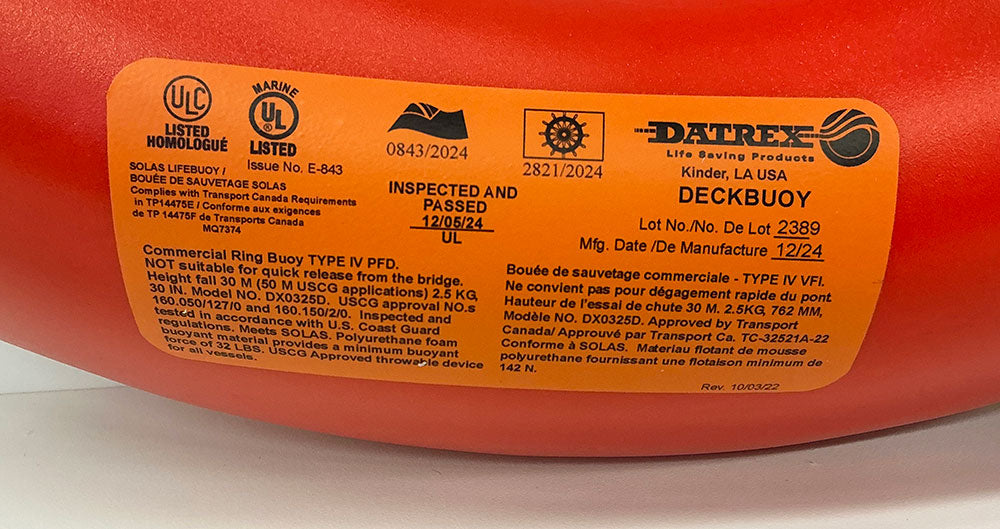 ULC
LISTED
HOMOLOGUÉ
MARINE
UL
LISTED
Issue No. E-843
SOLAS LIFEBUOY /
BOUÉE DE SAUVETAGE SOLAS
Complies with Transport Canada Requirements
in TP14475E / Conforme aux exigences
de TP 14475F de Transports Canada
MQ7374
0843/2024
2821/2024
INSPECTED AND
PASSED
12/05/24
UL
DATREX
Life Saving Products
Kinder, LA USA
DECKBUOY
Lot No./No. De Lot 2389
Mfg. Date /De Manufacture 12/24
Commercial Ring Buoy TYPE IV PFD.
NOT suitable for quick release from the bridge.
Height fall 30 M (50 M USCG applications) 2.5 KG,
30 IN. Model NO. DX0325D. USCG approval NO.s
160.050/127/0 and 160.150/2/0. Inspected and
tested in accordance with U.S. Coast Guard
regulations. Meets SOLAS. Polyurethane foam
buoyant material provides a minimum buoyant
force of 32 LBS. USCG Approved throwable device
for all vessels.
Bouée de sauvetage commerciale - TYPE IV VFI.
Ne convient pas pour dégagement rapide du pont.
Hauteur de l'essai de chute 30 M. 2.5KG, 762 MM,
Modèle NO. DX0325D. Approved by Transport
Canada/ Approuvé par Transport Ca. TC-32521A-22
Conforme à SOLAS. Materiau flotant de mousse
polyurethane fournissant une flotaison minimum de
142 N.
Rev. 10/03/22